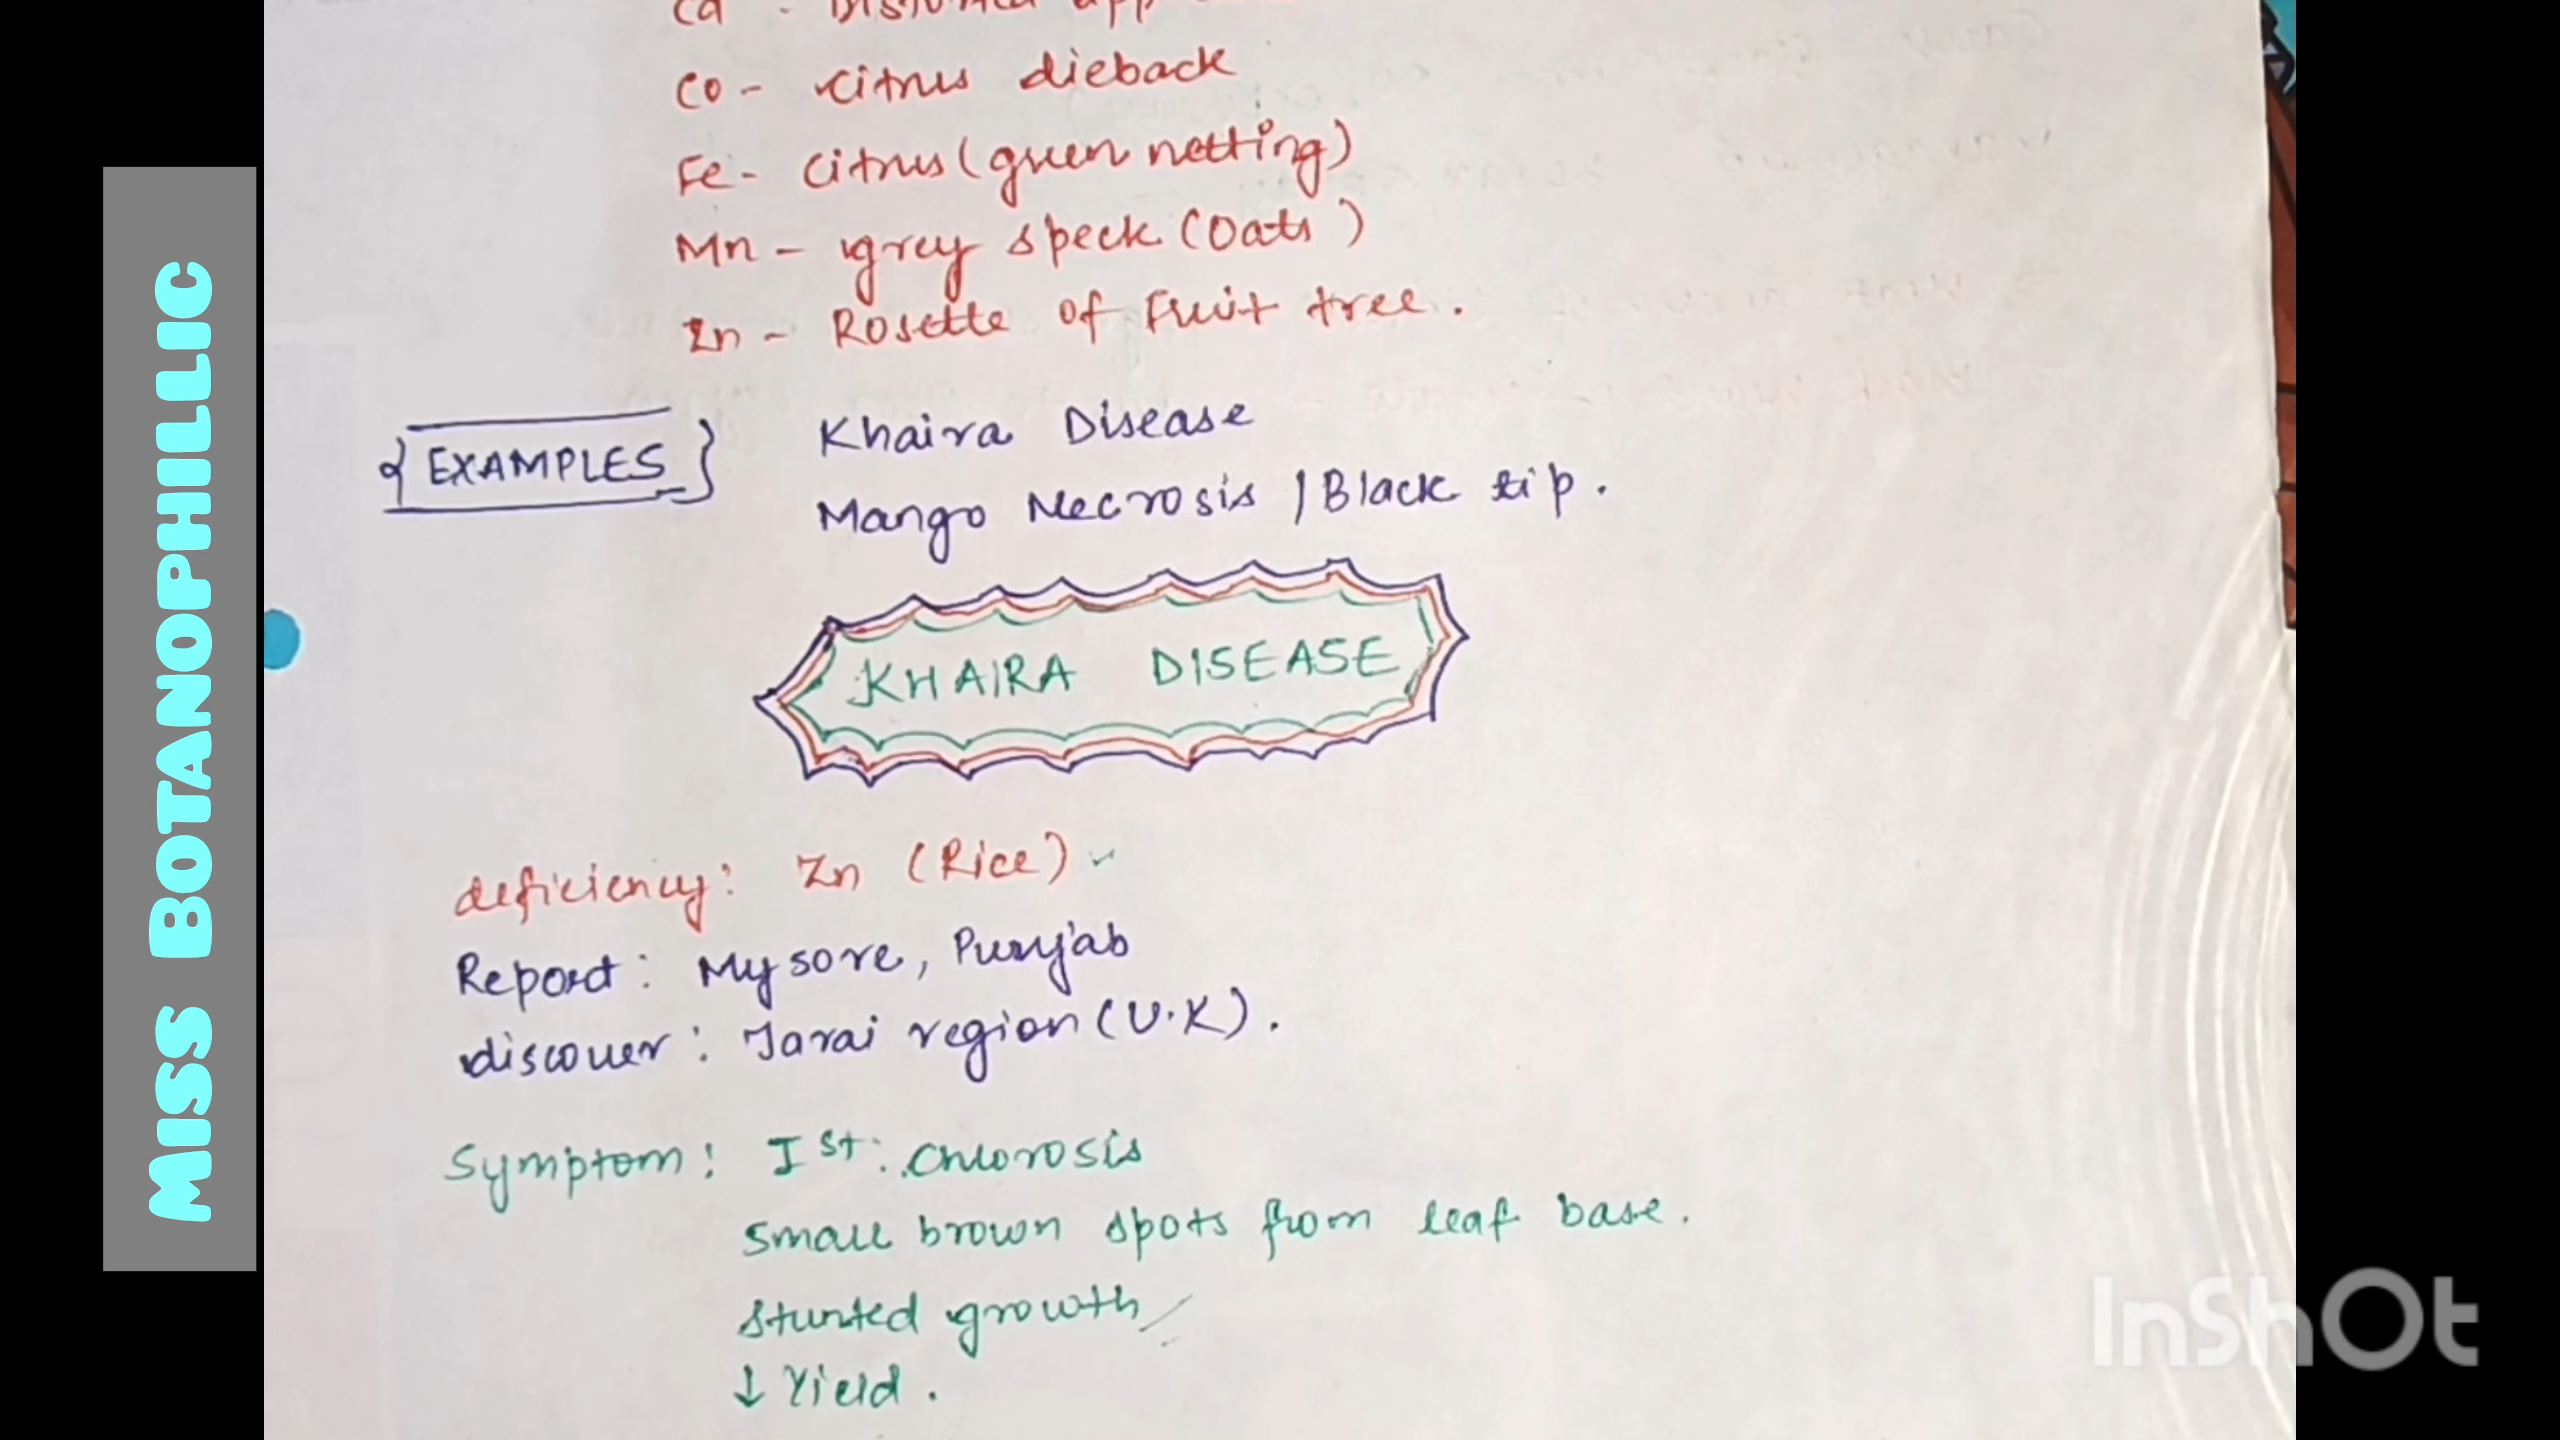 MISS BOTANOPHILLIC
Ca -
Co - citrus dieback
Fe - citrus (green netting)
Mn - grey speck (Oats)
Zn - Rosette of Fruit tree.
{EXAMPLES} Khaira Disease
Mango Necrosis / Black tip.
KHAIRA DISEASE
deficiency: Zn (Rice)
Report: Mysore, Punjab
discover: Tarai region (U.K).
Symptom: Ist: Chlorosis
small brown spots from leaf base.
stunted growth
↓ Yield.
InShOt